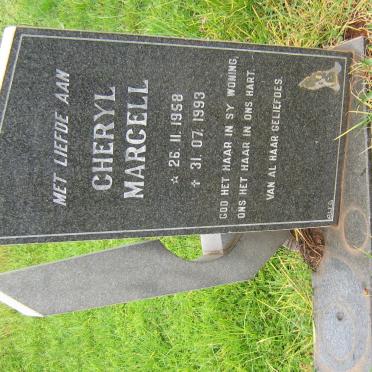 MET LIEFDE AAN
CHERYL
MARCELL
☆ 26. 11. 1958
✝ 31. 07. 1993
GOD HET HAAR IN SY WONING,
ONS HET HAAR IN ONS HART.
VAN AL HAAR GELIEFDES.